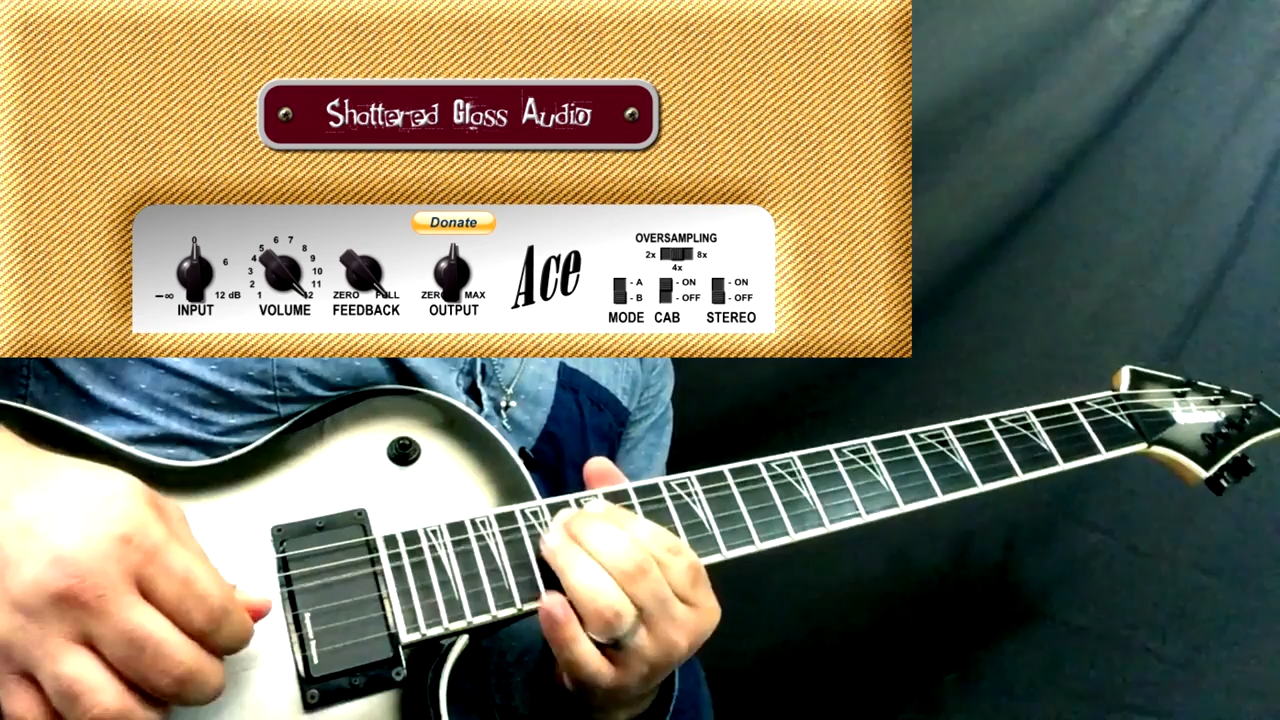 Shattered Glass Audio
Donate
OVERSAMPLING
2x 8x
4x
Ace
0
6
-∞ 12 dB
INPUT
1 2 3 4 5 6 7 8 9 10 11 12
VOLUME
ZERO FULL
FEEDBACK
ZERO MAX
OUTPUT
- A
- B
MODE
- ON
- OFF
CAB
- ON
- OFF
STEREO